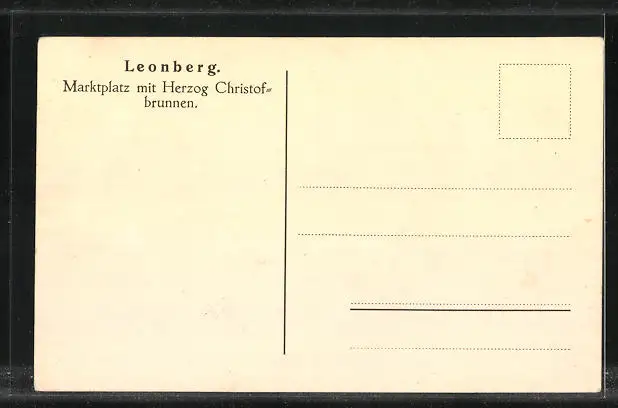 Leonberg.
Marktplatz mit Herzog Christof=
brunnen.